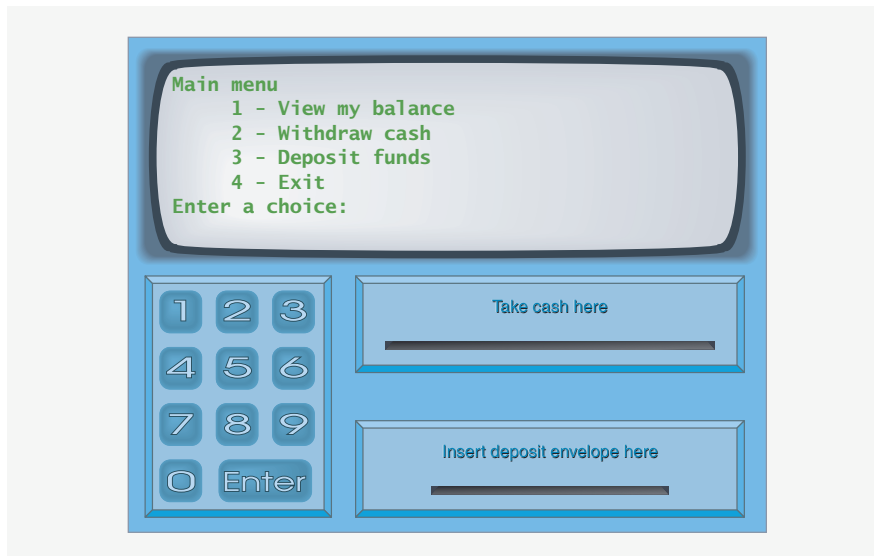 Main menu
1 - View my balance
2 - Withdraw cash
3 - Deposit funds
4 - Exit
Enter a choice:
1 2 3
4 5 6
7 8 9
0 Enter
Take cash here
Insert deposit envelope here